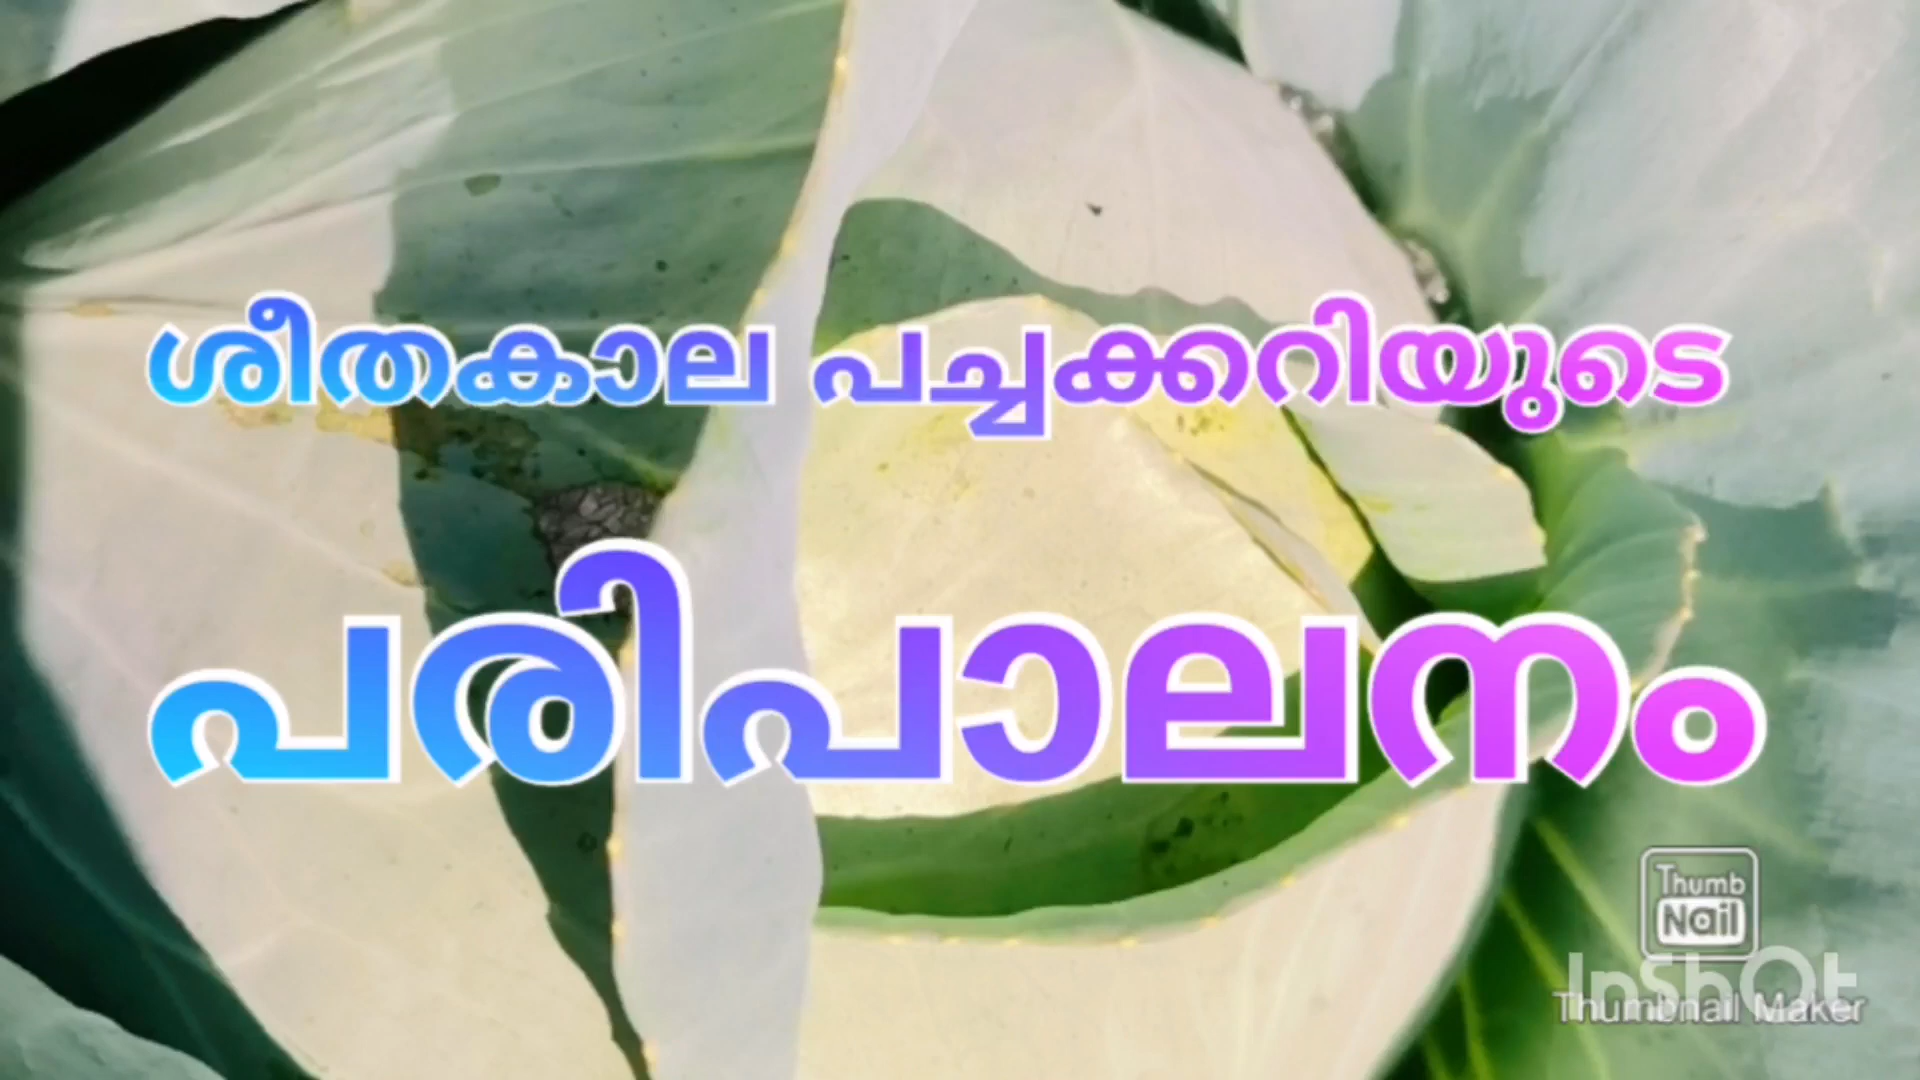 ശീതകാല പച്ചക്കറിയുടെ
പരിപാലനം
Thumb
Nail
InShOt
Thumbnail Maker